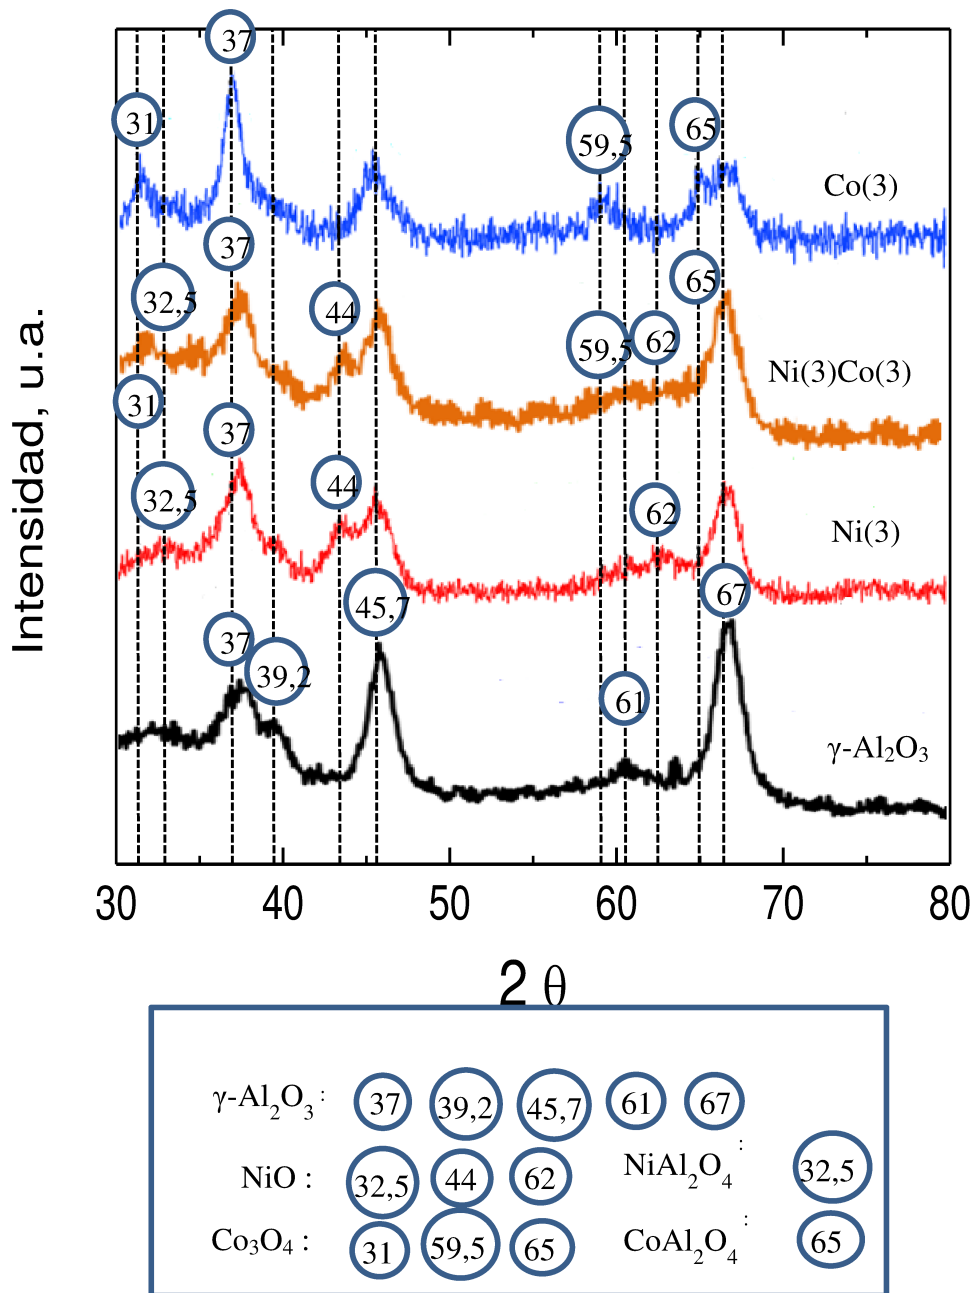 37
31
59,5
65
Co(3)
37
32,5
44
59,5
62
65
Ni(3)Co(3)
31
37
32,5
44
62
Ni(3)
45,7
67
37
39,2
61
γ-Al₂O₃
Intensidad, u.a.
30 40 50 60 70 80
2 θ
γ-Al₂O₃: 37 39,2 45,7 61 67
NiO : 32,5 44 62 NiAl₂O₄: 32,5
Co₃O₄ : 31 59,5 65 CoAl₂O₄: 65